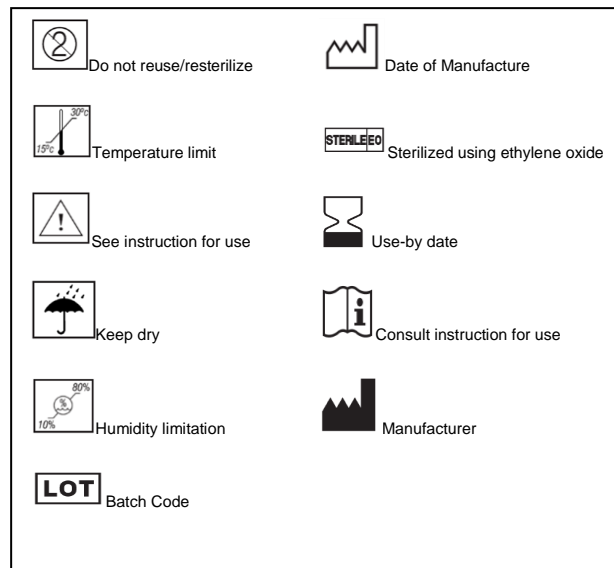 2
Do not reuse/resterilize
Date of Manufacture
30°c
15°c
Temperature limit
STERILE EO
Sterilized using ethylene oxide
!
See instruction for use
Use-by date
Keep dry
i
Consult instruction for use
80%
%
10%
Humidity limitation
Manufacturer
LOT
Batch Code